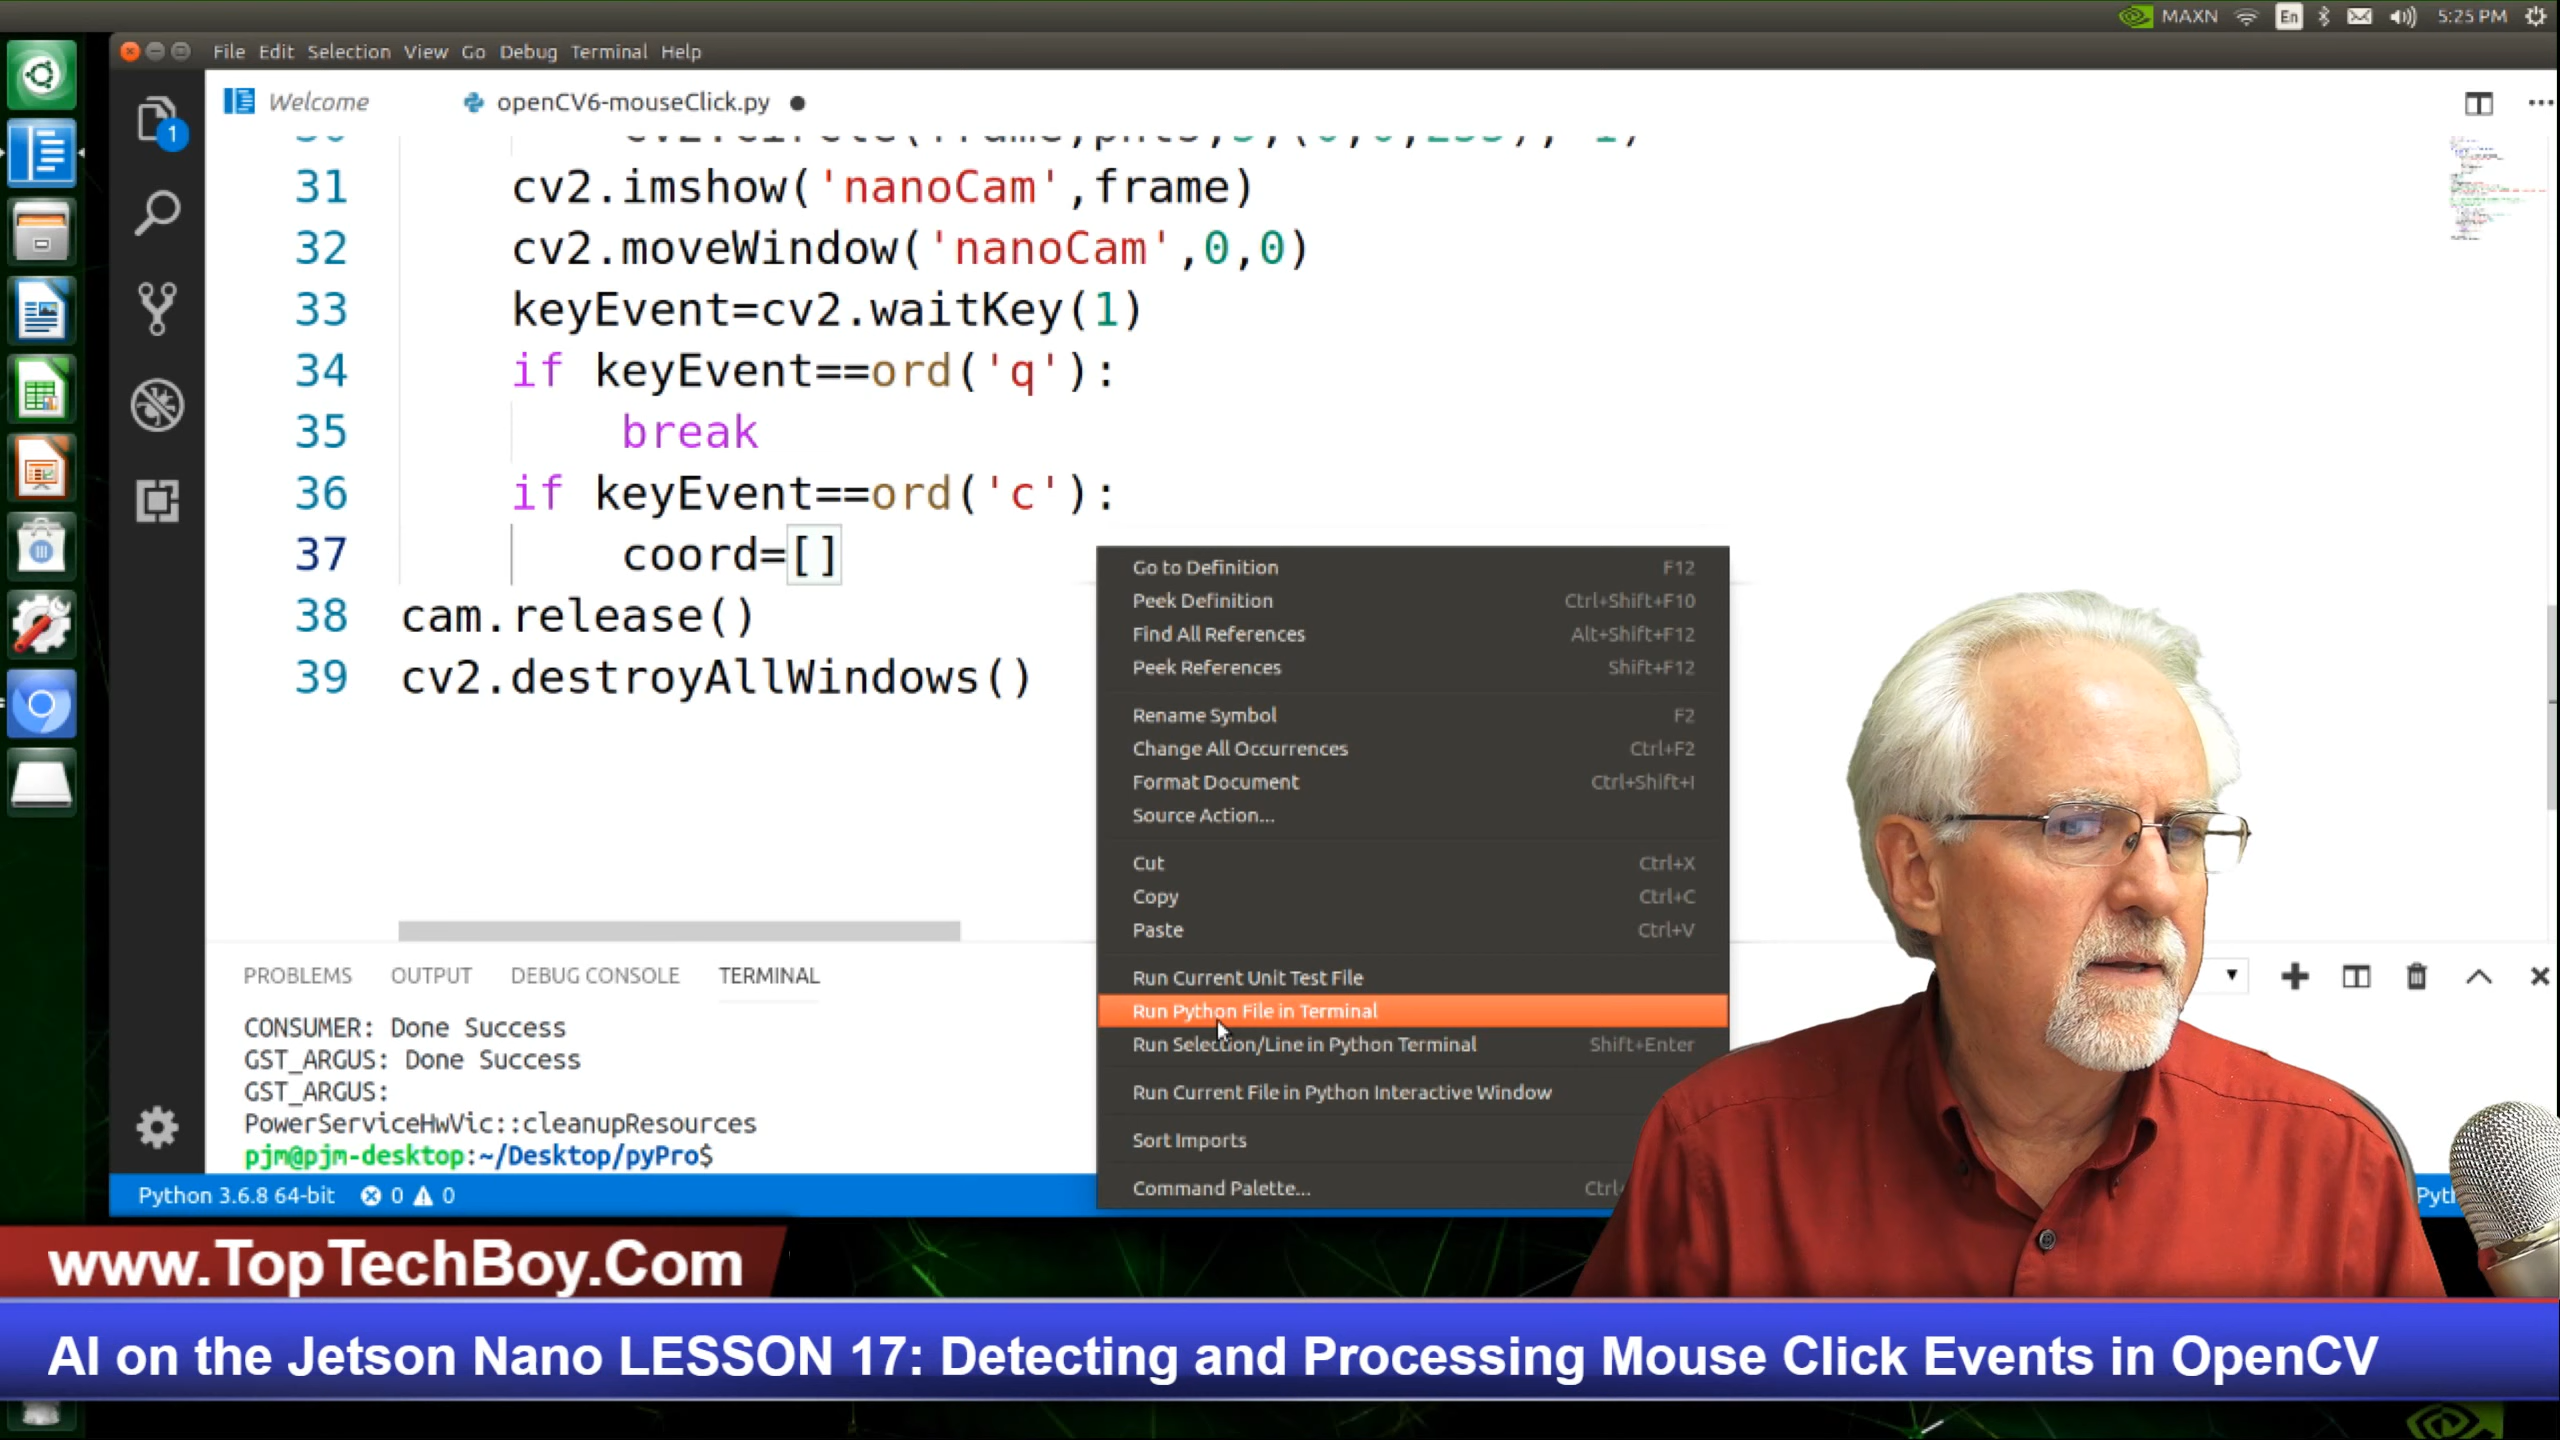 MAXN
En
5:25 PM
File Edit Selection View Go Debug Terminal Help
Welcome
openCV6-mouseClick.py
1
31 cv2.imshow('nanoCam',frame)
32 cv2.moveWindow('nanoCam',0,0)
33 keyEvent=cv2.waitKey(1)
34 if keyEvent==ord('q'):
35 break
36 if keyEvent==ord('c'):
37 coord=[]
38 cam.release()
39 cv2.destroyAllWindows()
Go to Definition F12
Peek Definition Ctrl+Shift+F10
Find All References Alt+Shift+F12
Peek References Shift+F12
Rename Symbol F2
Change All Occurrences Ctrl+F2
Format Document Ctrl+Shift+I
Source Action...
Cut Ctrl+X
Copy Ctrl+C
Paste Ctrl+V
Run Current Unit Test File
Run Python File in Terminal
Run Selection/Line in Python Terminal Shift+Enter
Run Current File in Python Interactive Window
Sort Imports
Command Palette...
PROBLEMS OUTPUT DEBUG CONSOLE TERMINAL
CONSUMER: Done Success
GST_ARGUS: Done Success
GST_ARGUS:
PowerServiceHwVic::cleanupResources
pjm@pjm-desktop:~/Desktop/pyPro$
Python 3.6.8 64-bit 0 0
www.TopTechBoy.Com
AI on the Jetson Nano LESSON 17: Detecting and Processing Mouse Click Events in OpenCV